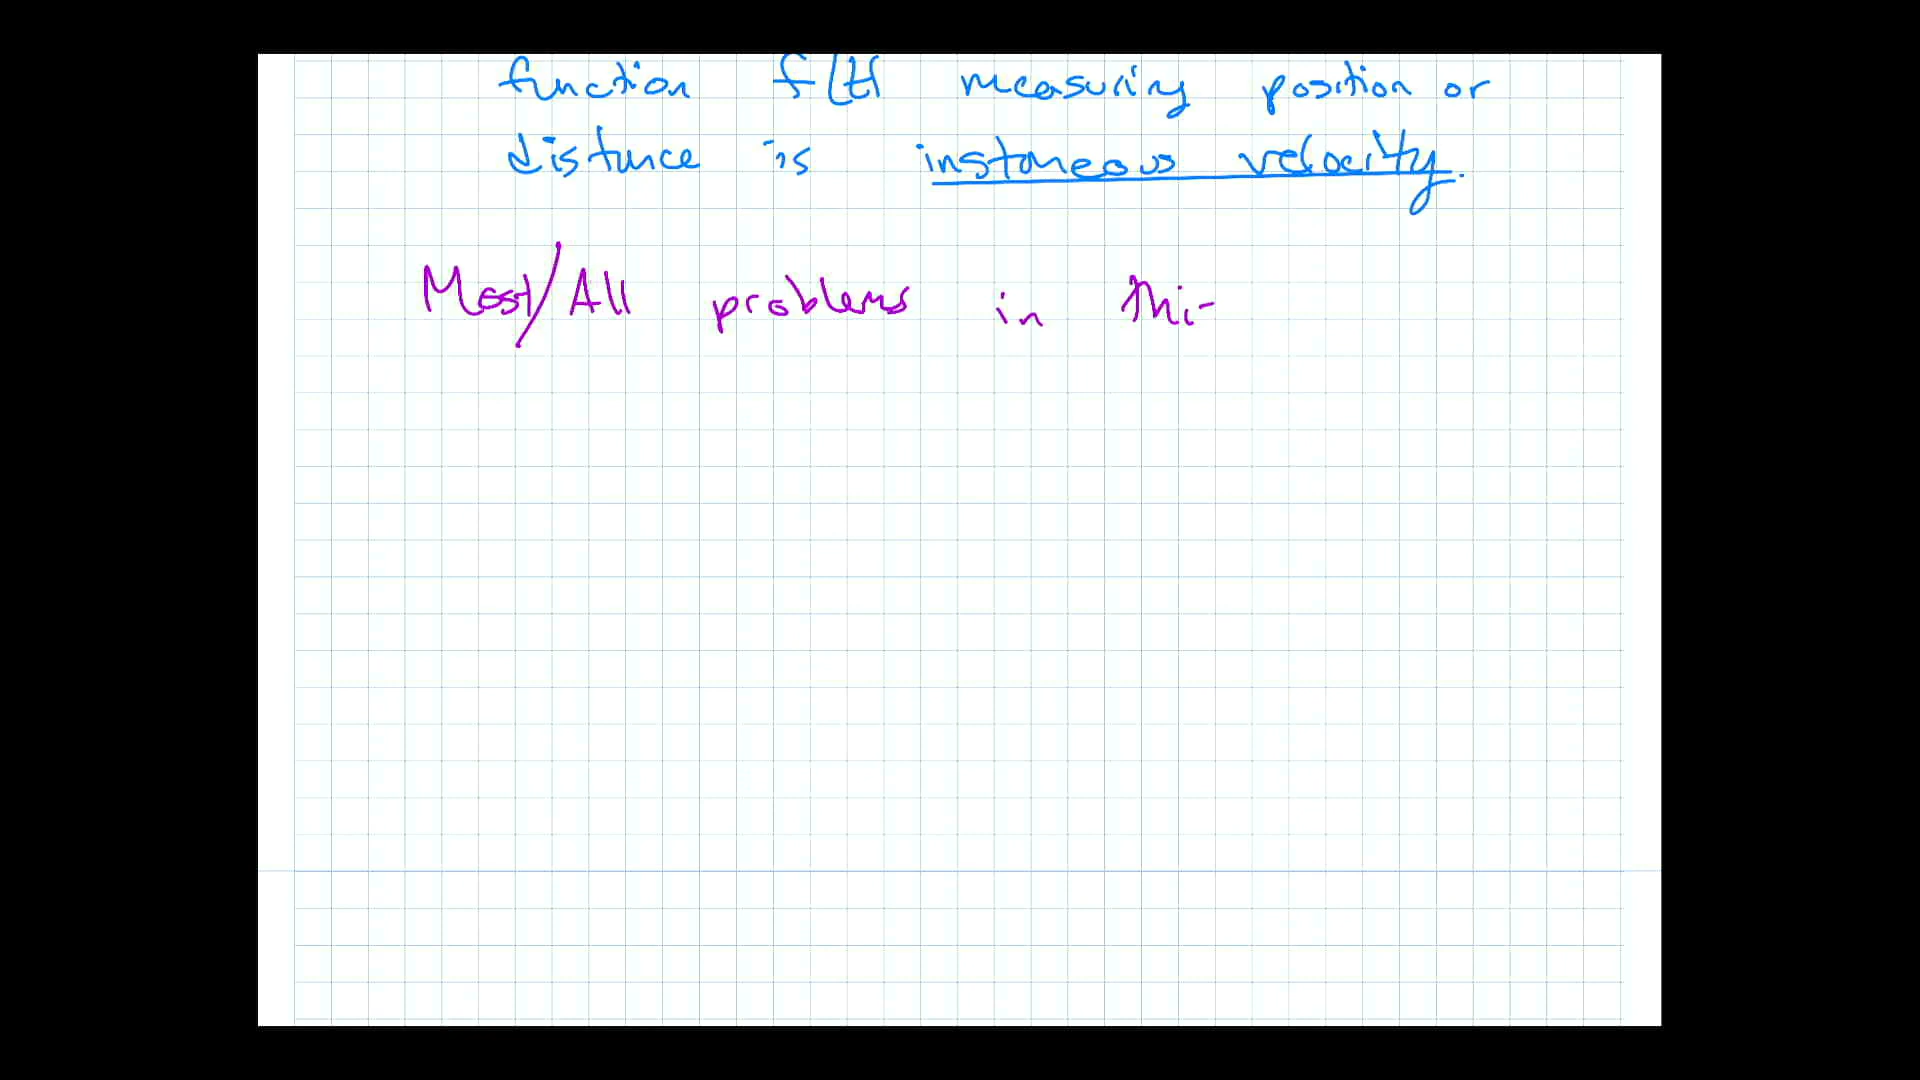 function f(t) measuring position or
distance is instaneous velocity.
Most/All problems in thi-